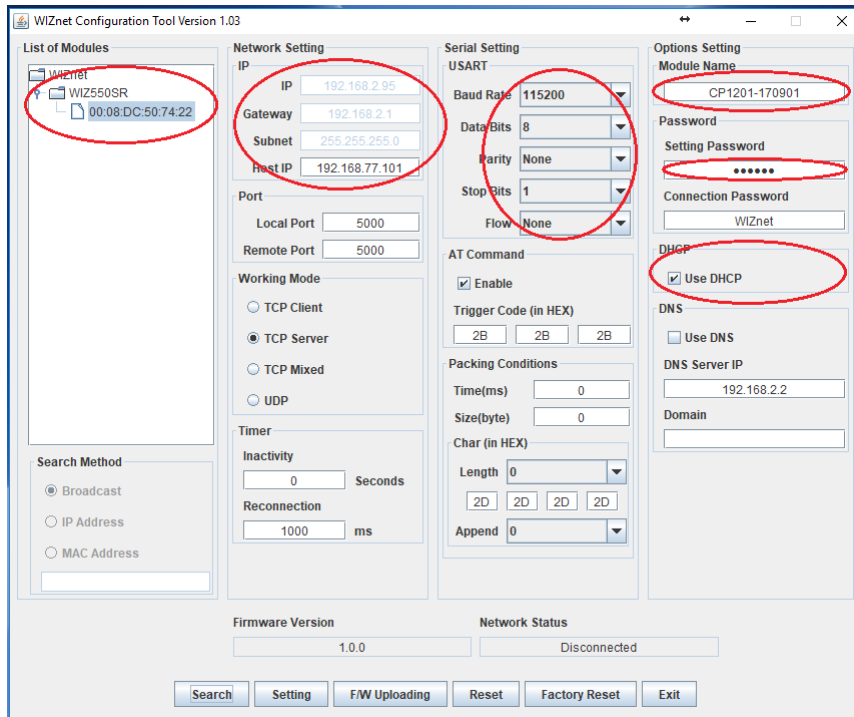 WIZnet Configuration Tool Version 1.03
List of Modules
WIZnet
WIZ550SR
00:08:DC:50:74:22
Search Method
Broadcast
IP Address
MAC Address
Network Setting
IP
IP 192.168.2.95
Gateway 192.168.2.1
Subnet 255.255.255.0
Host IP 192.168.77.101
Port
Local Port 5000
Remote Port 5000
Working Mode
TCP Client
TCP Server
TCP Mixed
UDP
Timer
Inactivity
0 Seconds
Reconnection
1000 ms
Serial Setting
USART
Baud Rate 115200
Data Bits 8
Parity None
Stop Bits 1
Flow None
AT Command
Enable
Trigger Code (in HEX)
2B 2B 2B
Packing Conditions
Time(ms) 0
Size(byte) 0
Char (in HEX)
Length 0
2D 2D 2D 2D
Append 0
Options Setting
Module Name
CP1201-170901
Password
Setting Password
••••••
Connection Password
WIZnet
DHCP
Use DHCP
DNS
Use DNS
DNS Server IP
192.168.2.2
Domain
Firmware Version
1.0.0
Network Status
Disconnected
Search Setting F/W Uploading Reset Factory Reset Exit